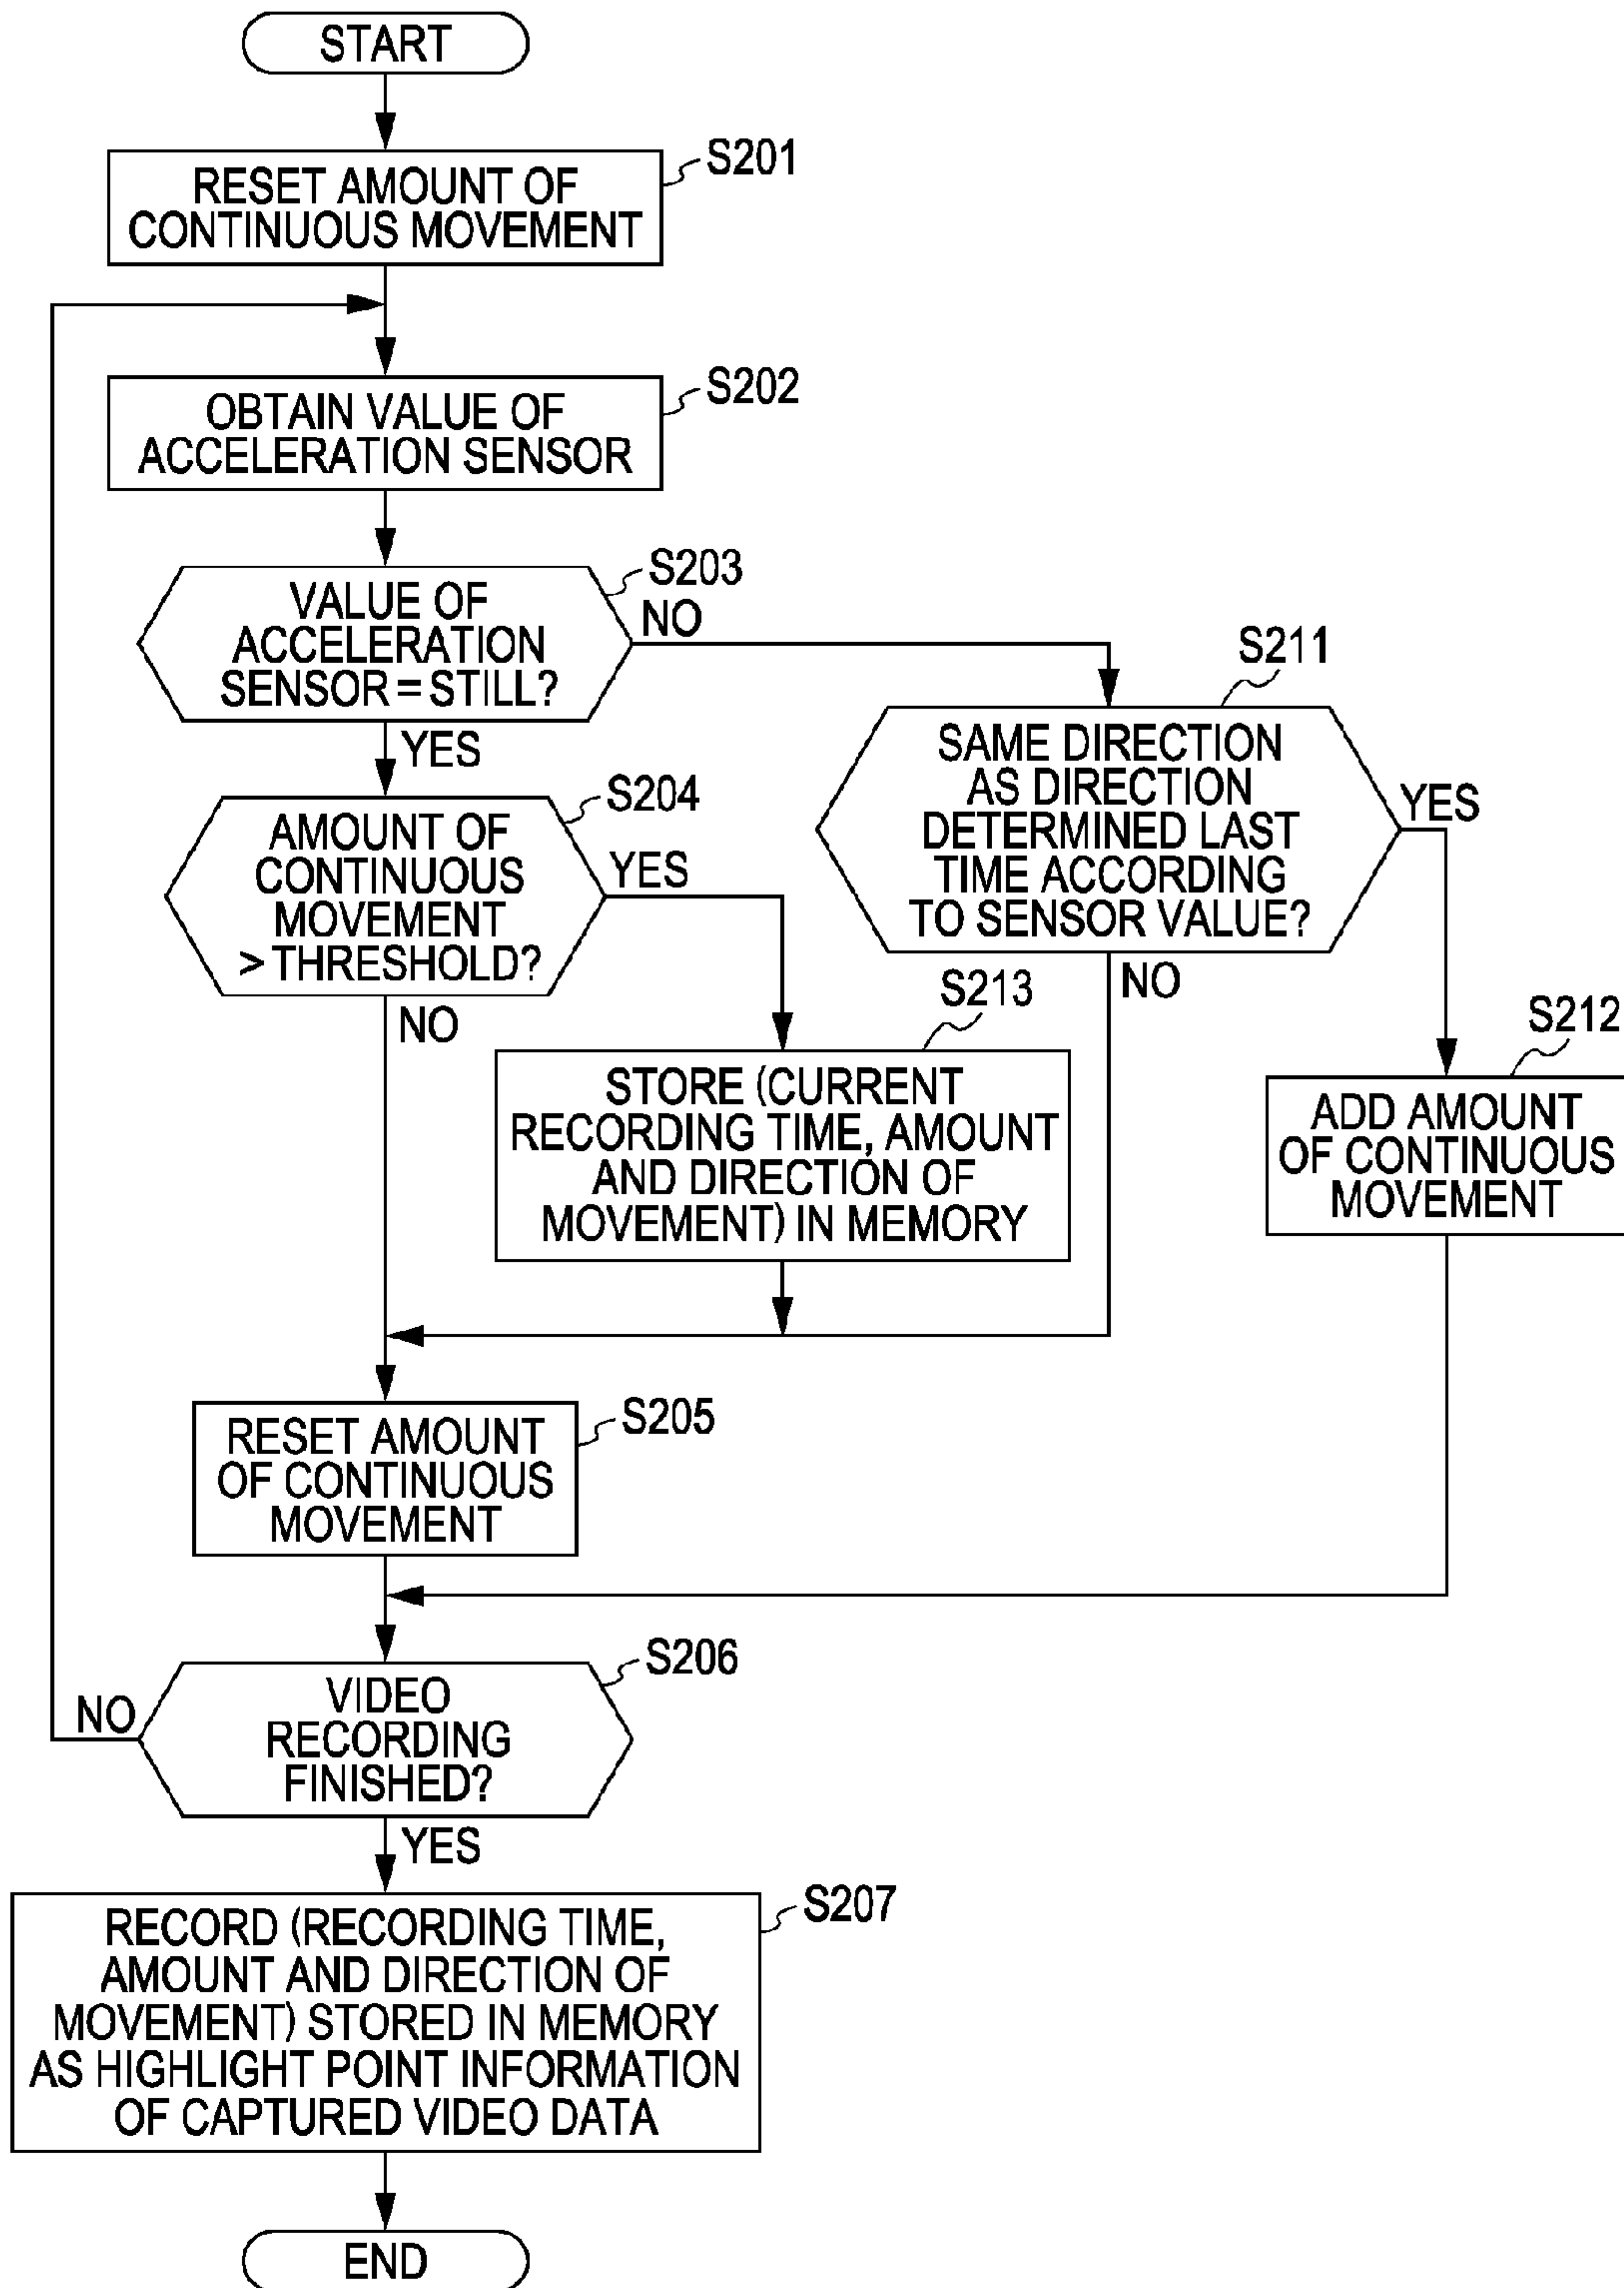 START
S201
RESET AMOUNT OF
CONTINUOUS MOVEMENT
S202
OBTAIN VALUE OF
ACCELERATION SENSOR
S203
VALUE OF
ACCELERATION
SENSOR = STILL?
NO
YES
S211
SAME DIRECTION
AS DIRECTION
DETERMINED LAST
TIME ACCORDING
TO SENSOR VALUE?
YES
NO
S204
AMOUNT OF
CONTINUOUS
MOVEMENT
> THRESHOLD?
YES
NO
S213
STORE (CURRENT
RECORDING TIME, AMOUNT
AND DIRECTION OF
MOVEMENT) IN MEMORY
S212
ADD AMOUNT
OF CONTINUOUS
MOVEMENT
S205
RESET AMOUNT
OF CONTINUOUS
MOVEMENT
S206
VIDEO
RECORDING
FINISHED?
NO
YES
S207
RECORD (RECORDING TIME,
AMOUNT AND DIRECTION OF
MOVEMENT) STORED IN MEMORY
AS HIGHLIGHT POINT INFORMATION
OF CAPTURED VIDEO DATA
END